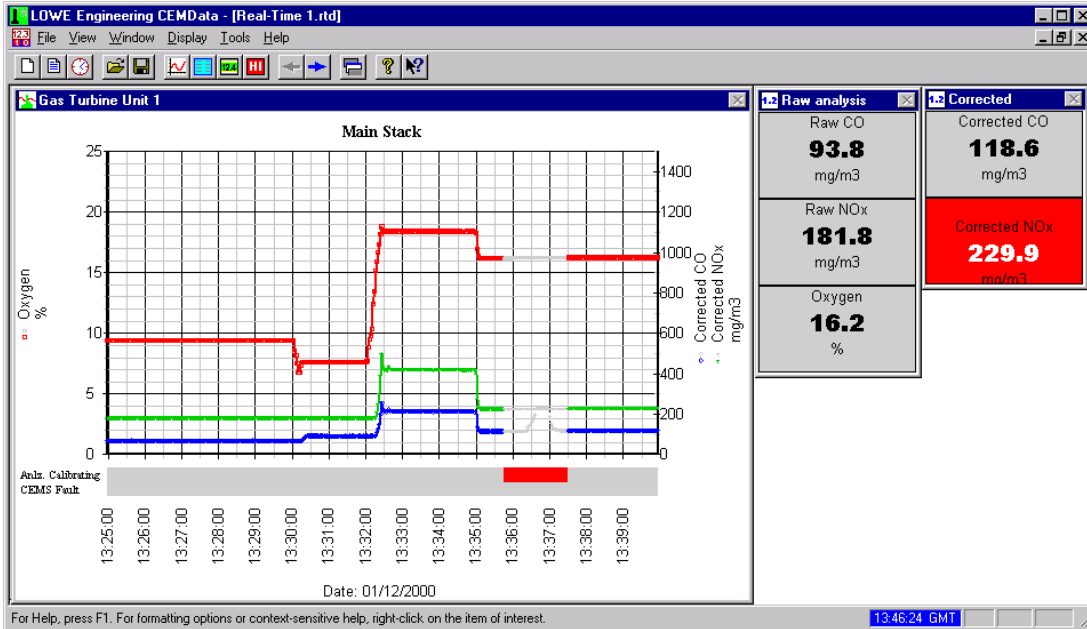 LOWE Engineering CEMData - [Real-Time 1.rtd]
File View Window Display Tools Help
Gas Turbine Unit 1
Main Stack
25
20
15
10
5
0
Oxygen
%
1400
1200
1000
800
600
400
200
0
Corrected CO
Corrected NOx
mg/m3
Anlz. Calibrating
CEMS Fault
13:25:00
13:26:00
13:27:00
13:28:00
13:29:00
13:30:00
13:31:00
13:32:00
13:33:00
13:34:00
13:35:00
13:36:00
13:37:00
13:38:00
13:39:00
Date: 01/12/2000
Raw analysis
Raw CO
93.8
mg/m3
Raw NOx
181.8
mg/m3
Oxygen
16.2
%
Corrected
Corrected CO
118.6
mg/m3
Corrected NOx
229.9
mg/m3
For Help, press F1. For formatting options or context-sensitive help, right-click on the item of interest.
13:46:24 GMT